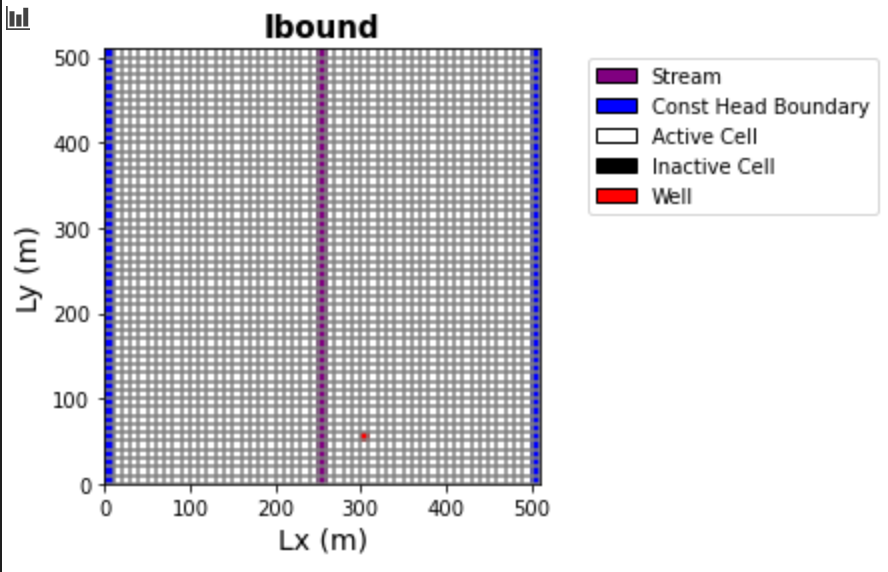 Ibound
500
400
300
200
100
0
Ly (m)
0 100 200 300 400 500
Lx (m)
Stream
Const Head Boundary
Active Cell
Inactive Cell
Well